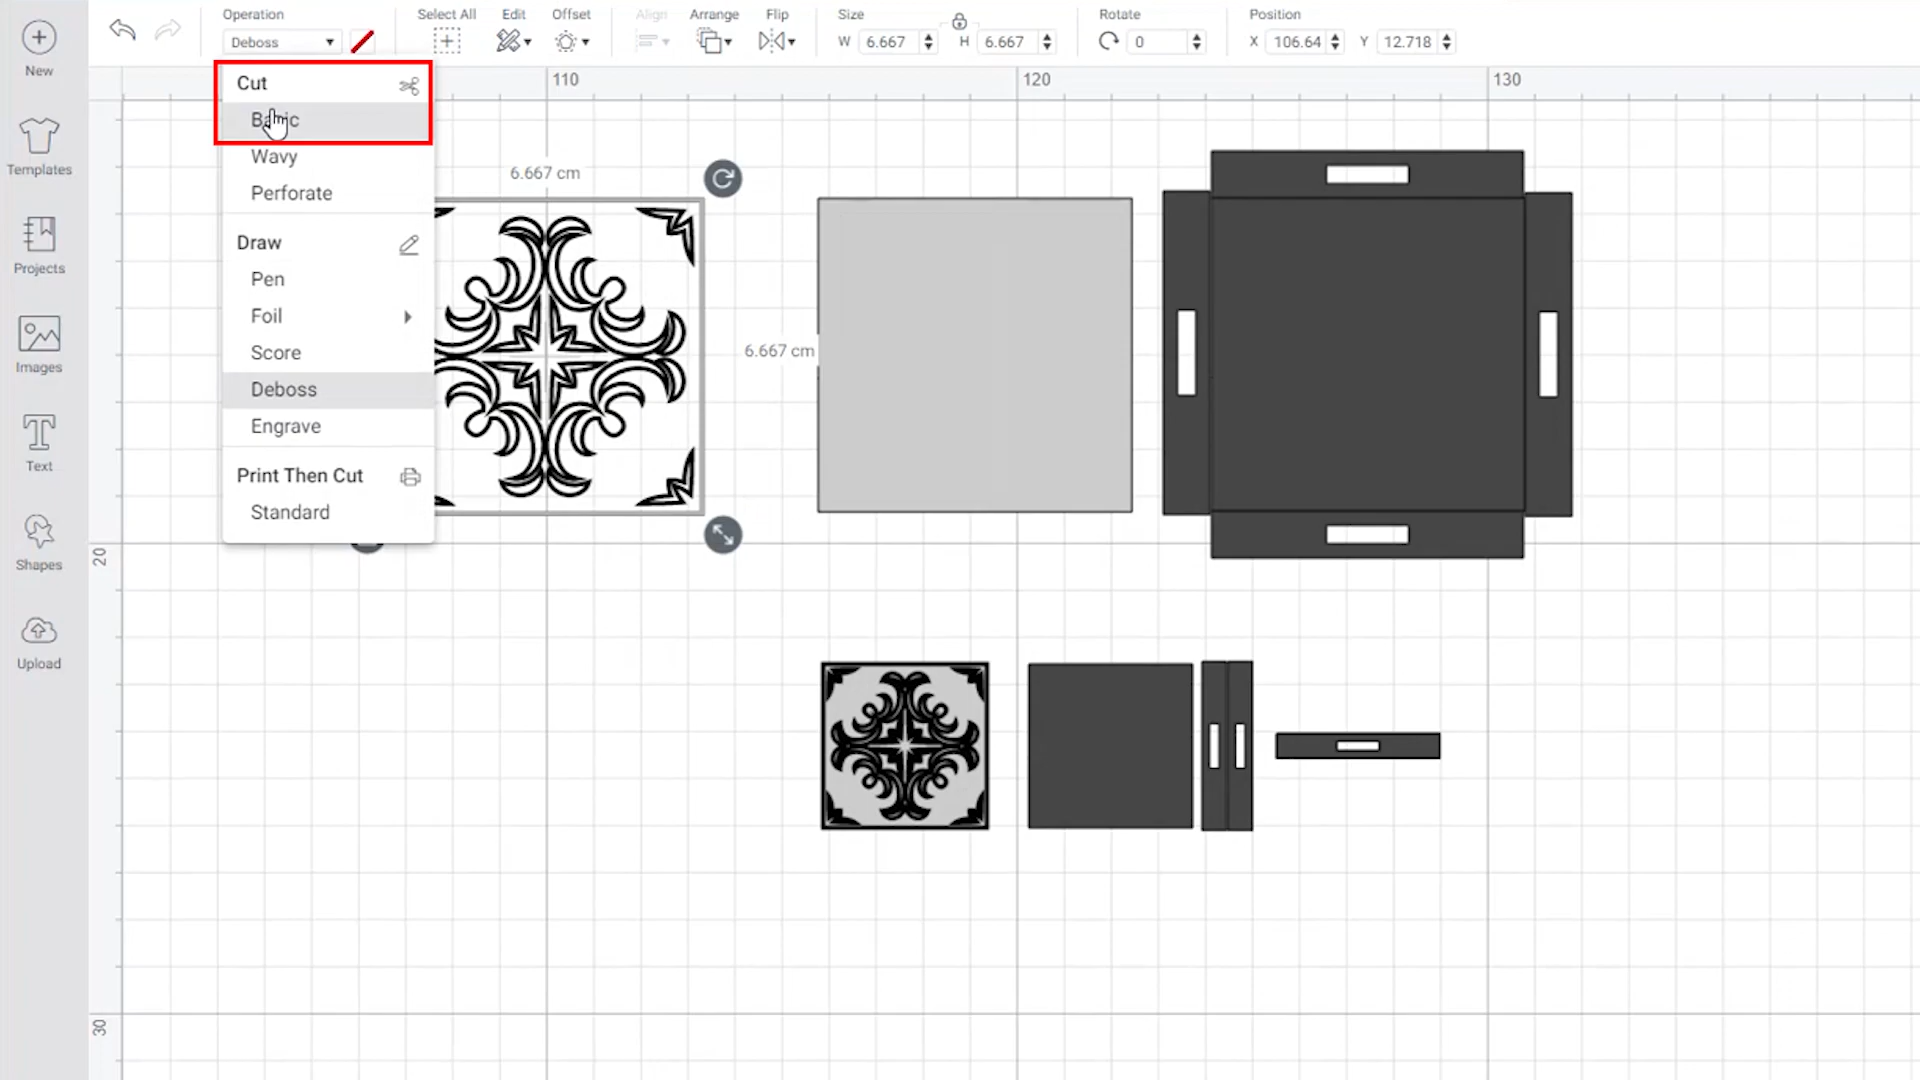 Operation
Select All
Edit
Offset
Align
Arrange
Flip
Size
Rotate
Position
Deboss
W 6.667
H 6.667
0
X 106.64
Y 12.718
New
Templates
Projects
Images
Text
Shapes
Upload
Cut
Basic
Wavy
Perforate
Draw
Pen
Foil
Score
Deboss
Engrave
Print Then Cut
Standard
110
120
130
6.667 cm
6.667 cm
20
30